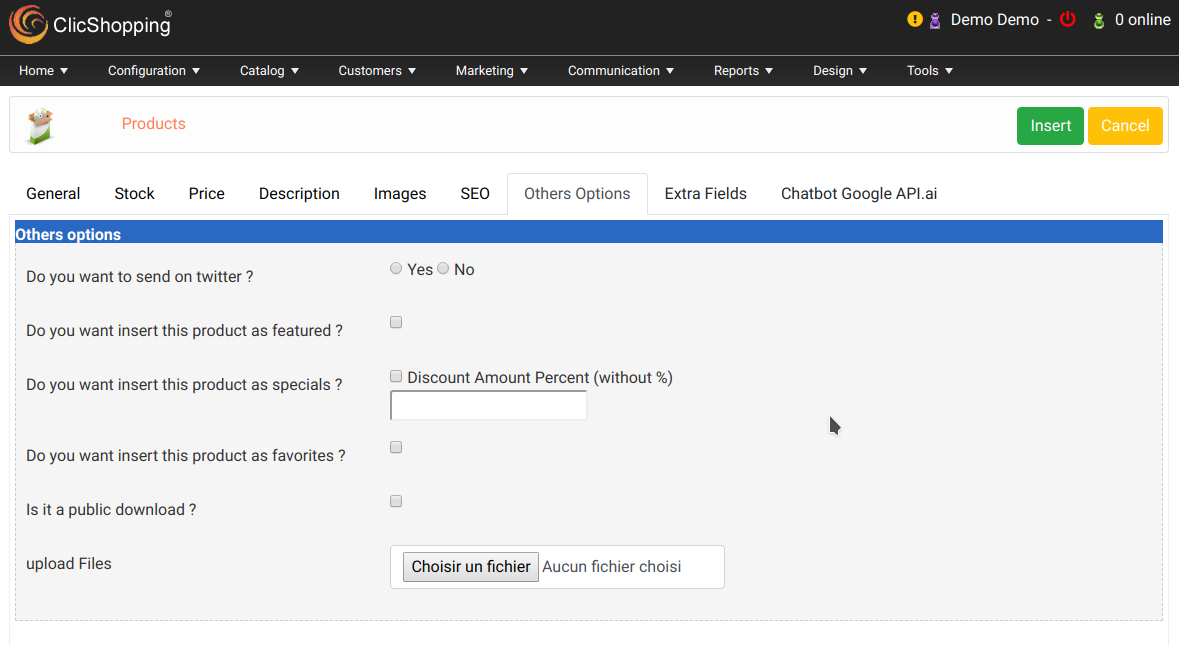 ClicShopping®
Demo Demo - 0 online
Home Configuration Catalog Customers Marketing Communication Reports Design Tools
Products Insert Cancel
General Stock Price Description Images SEO Others Options Extra Fields Chatbot Google API.ai
Others options
Do you want to send on twitter ? Yes No
Do you want insert this product as featured ?
Do you want insert this product as specials ? Discount Amount Percent (without %)
Do you want insert this product as favorites ?
Is it a public download ?
upload Files Choisir un fichier Aucun fichier choisi